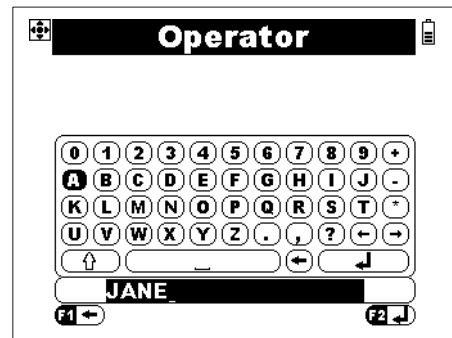 Operator
0 1 2 3 4 5 6 7 8 9 +
A B C D E F G H I J -
K L M N O P Q R S T *
U V W X Y Z . , ? ← →
⇧ ⎵ ← ↵
JANE_
F1 ← F2 ↵